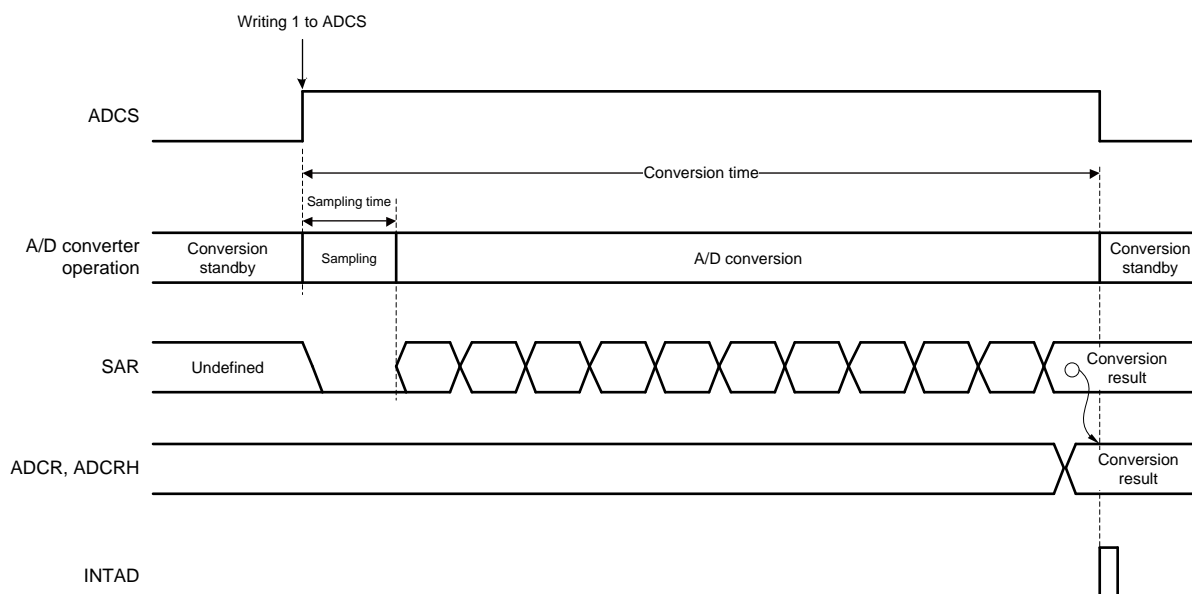 Writing 1 to ADCS
ADCS
Conversion time
Sampling time
A/D converter
operation
Conversion
standby
Sampling
A/D conversion
Conversion
standby
SAR
Undefined
Conversion
result
ADCR, ADCRH
Conversion
result
INTAD